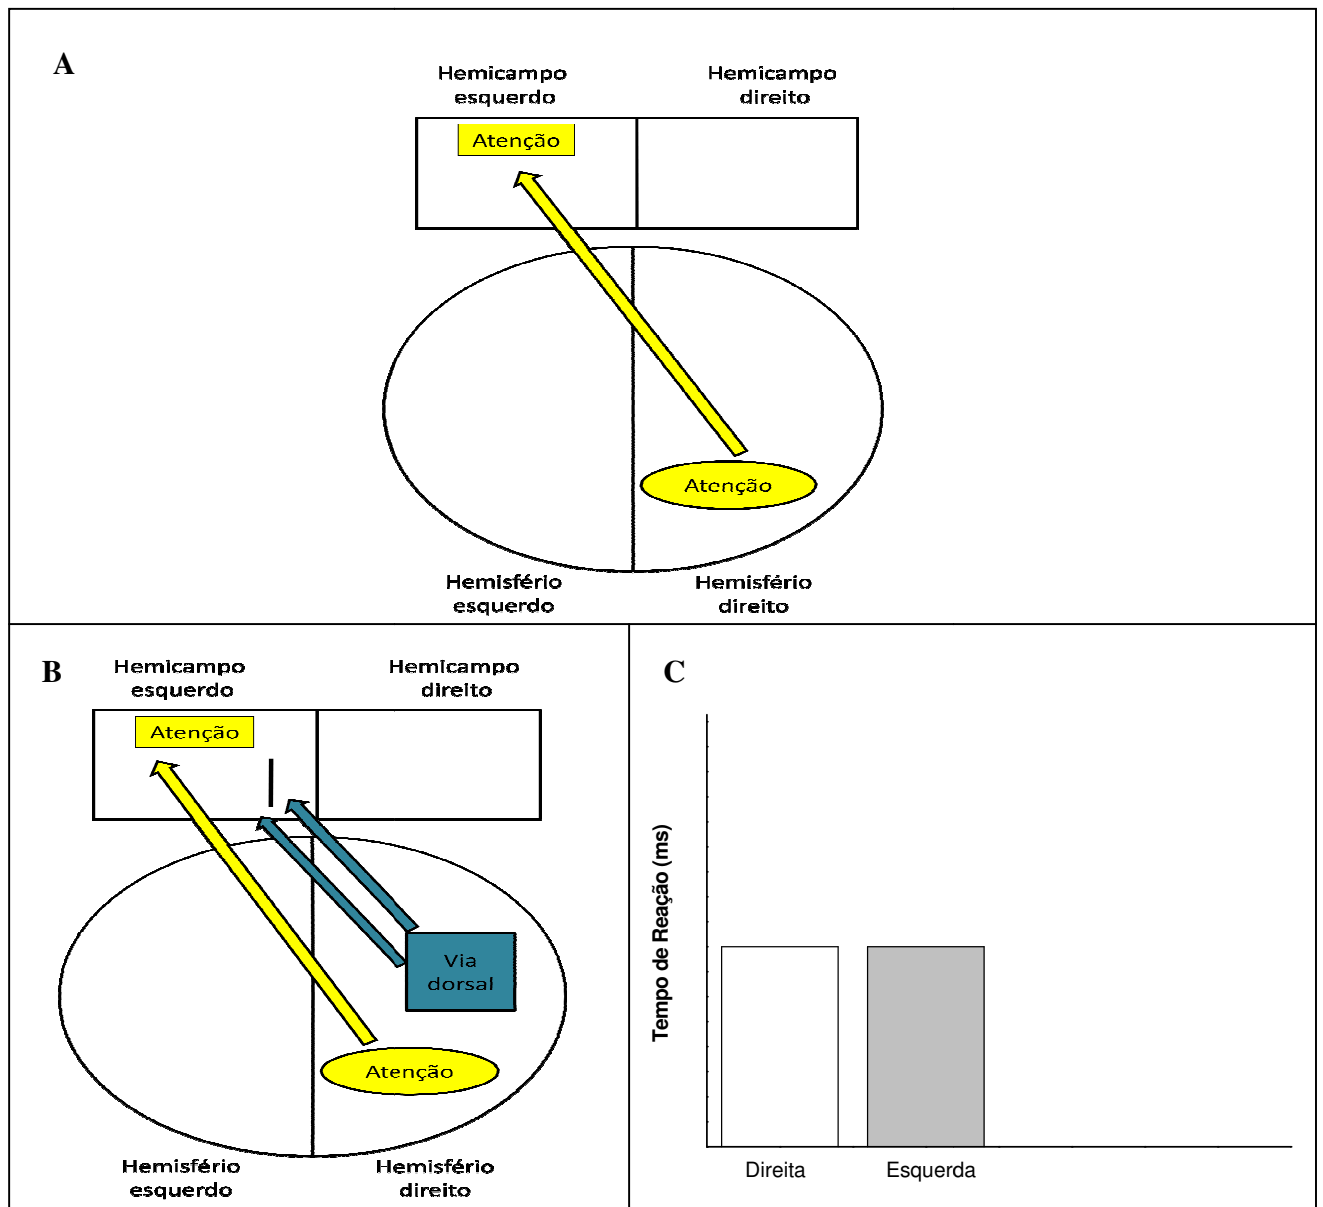 A
Hemicampo
esquerdo
Hemicampo
direito
Atenção
Atenção
Hemisfério
esquerdo
Hemisfério
direito
B
Hemicampo
esquerdo
Hemicampo
direito
Atenção
Via
dorsal
Atenção
Hemisfério
esquerdo
Hemisfério
direito
C
Tempo de Reação (ms)
Direita
Esquerda